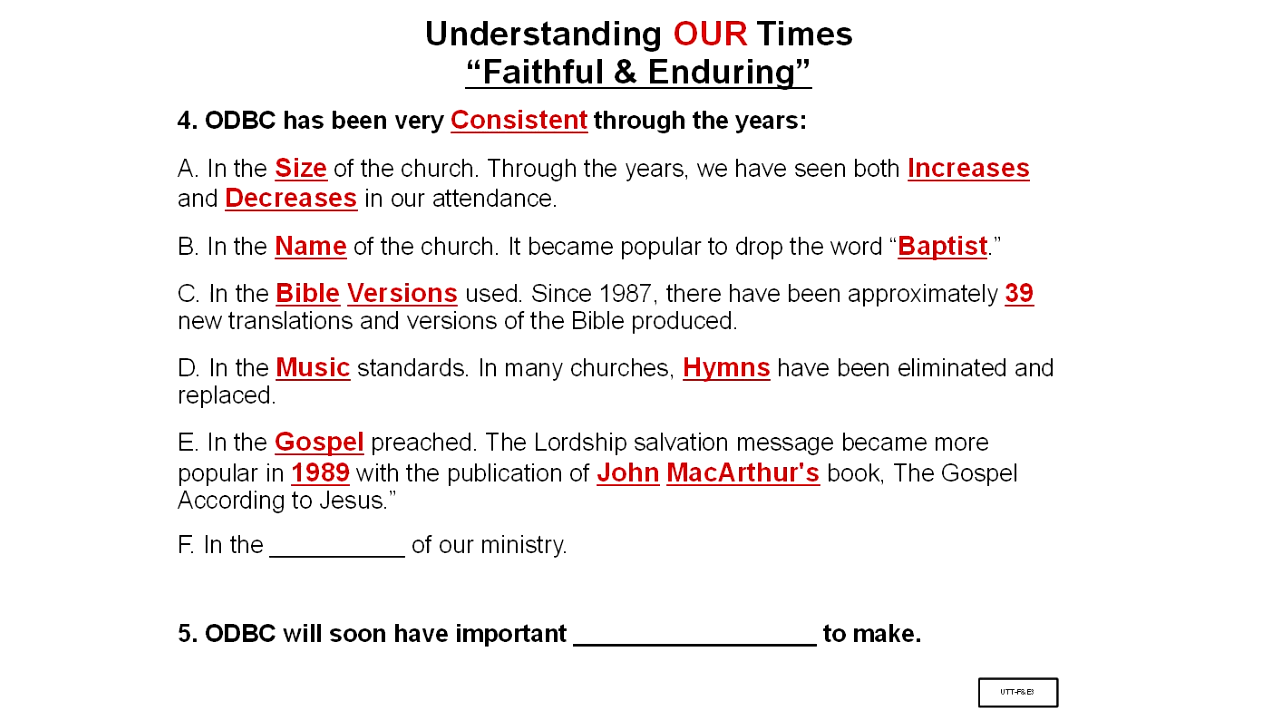 Understanding OUR Times
“Faithful & Enduring”
4. ODBC has been very Consistent through the years:
A. In the Size of the church. Through the years, we have seen both Increases
and Decreases in our attendance.
B. In the Name of the church. It became popular to drop the word “Baptist.”
C. In the Bible Versions used. Since 1987, there have been approximately 39
new translations and versions of the Bible produced.
D. In the Music standards. In many churches, Hymns have been eliminated and
replaced.
E. In the Gospel preached. The Lordship salvation message became more
popular in 1989 with the publication of John MacArthur's book, The Gospel
According to Jesus.”
F. In the __________ of our ministry.
5. ODBC will soon have important __________________ to make.
UTT-F&E3